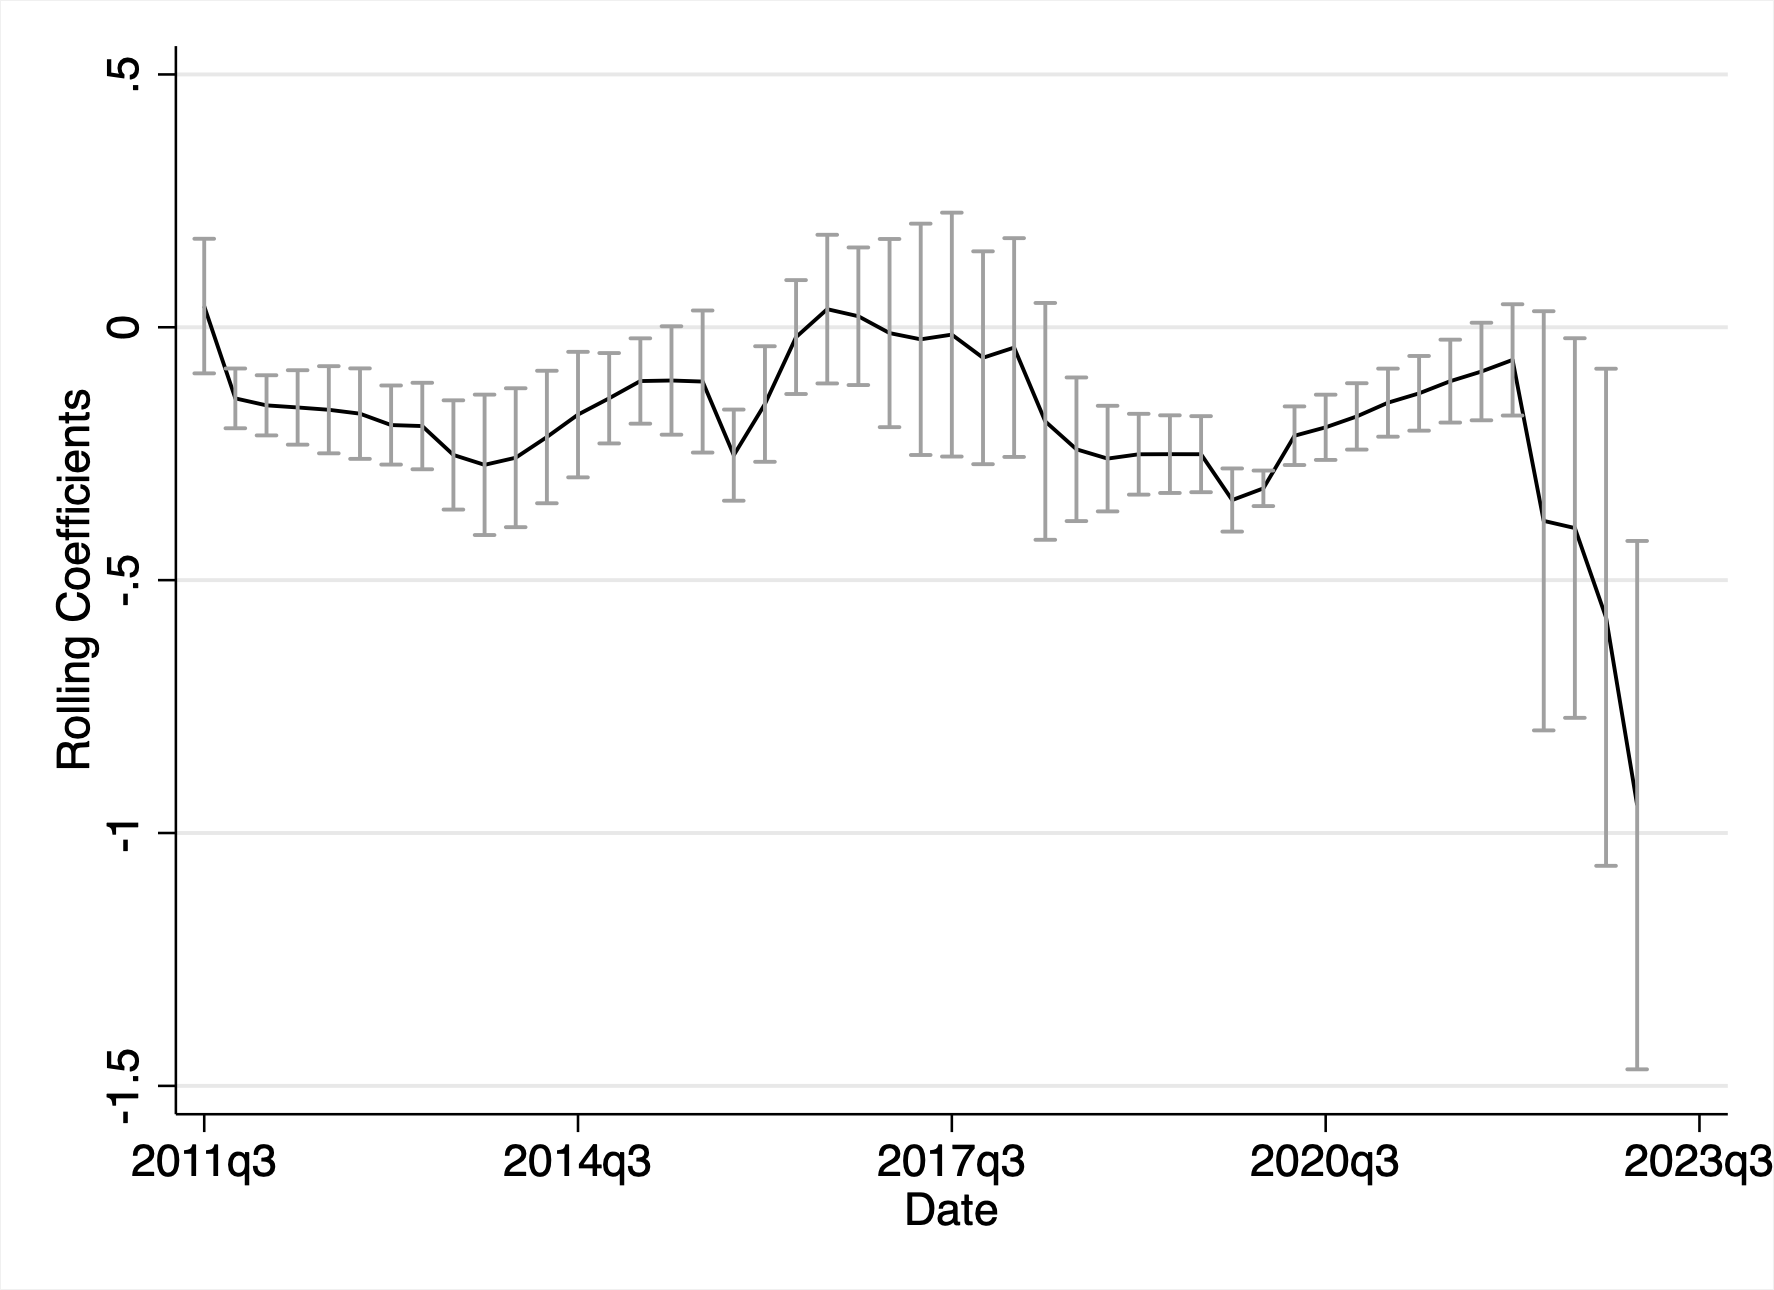 .5
0
-.5
-1
-1.5
Rolling Coefficients
2011q3
2014q3
2017q3
2020q3
2023q3
Date